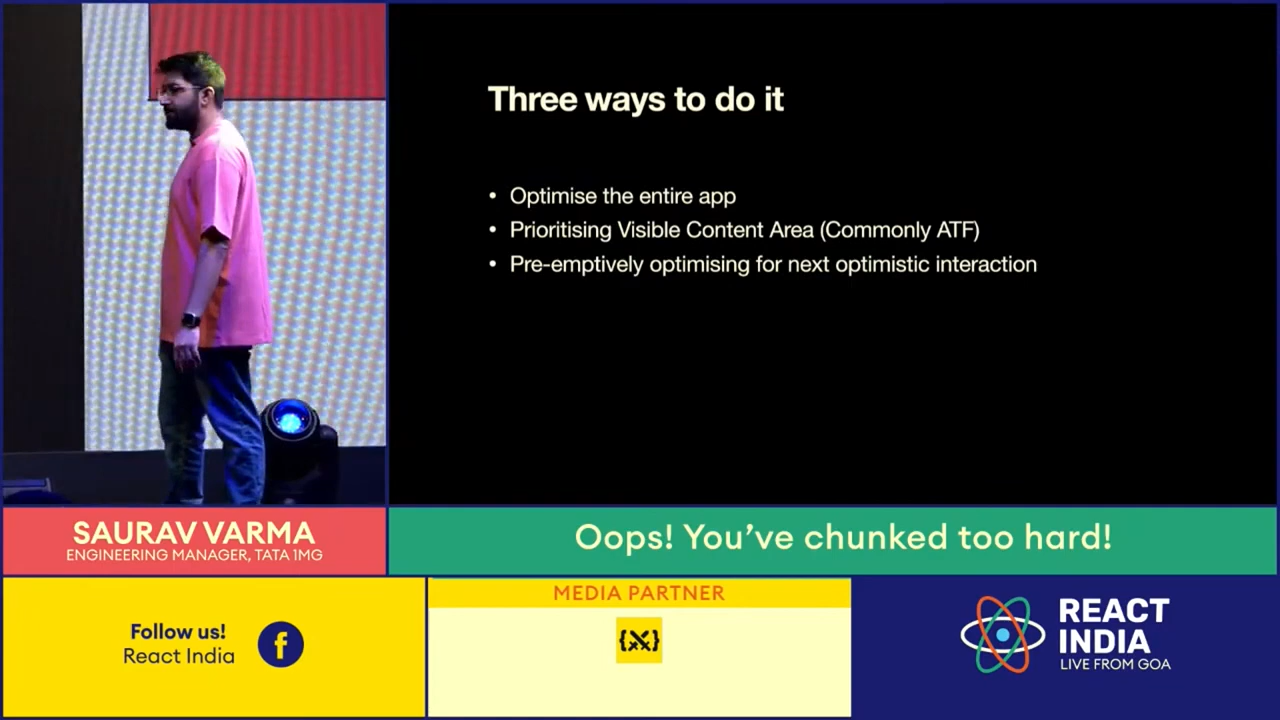 Three ways to do it
• Optimise the entire app
• Prioritising Visible Content Area (Commonly ATF)
• Pre-emptively optimising for next optimistic interaction
SAURAV VARMA
ENGINEERING MANAGER, TATA 1MG
Oops! You've chunked too hard!
Follow us!
React India
MEDIA PARTNER
{X}
REACT
INDIA
LIVE FROM GOA